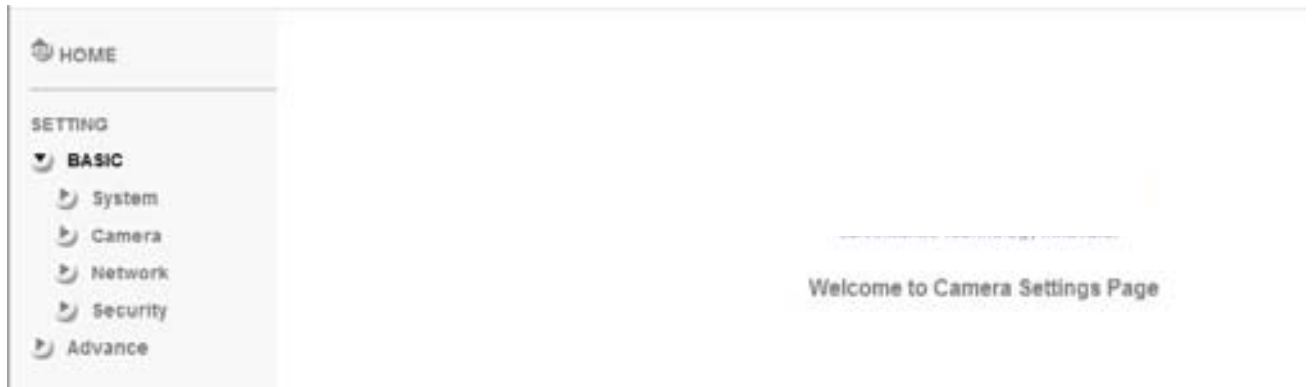 HOME
SETTING
BASIC
System
Camera
Network
Security
Advance
Welcome to Camera Settings Page